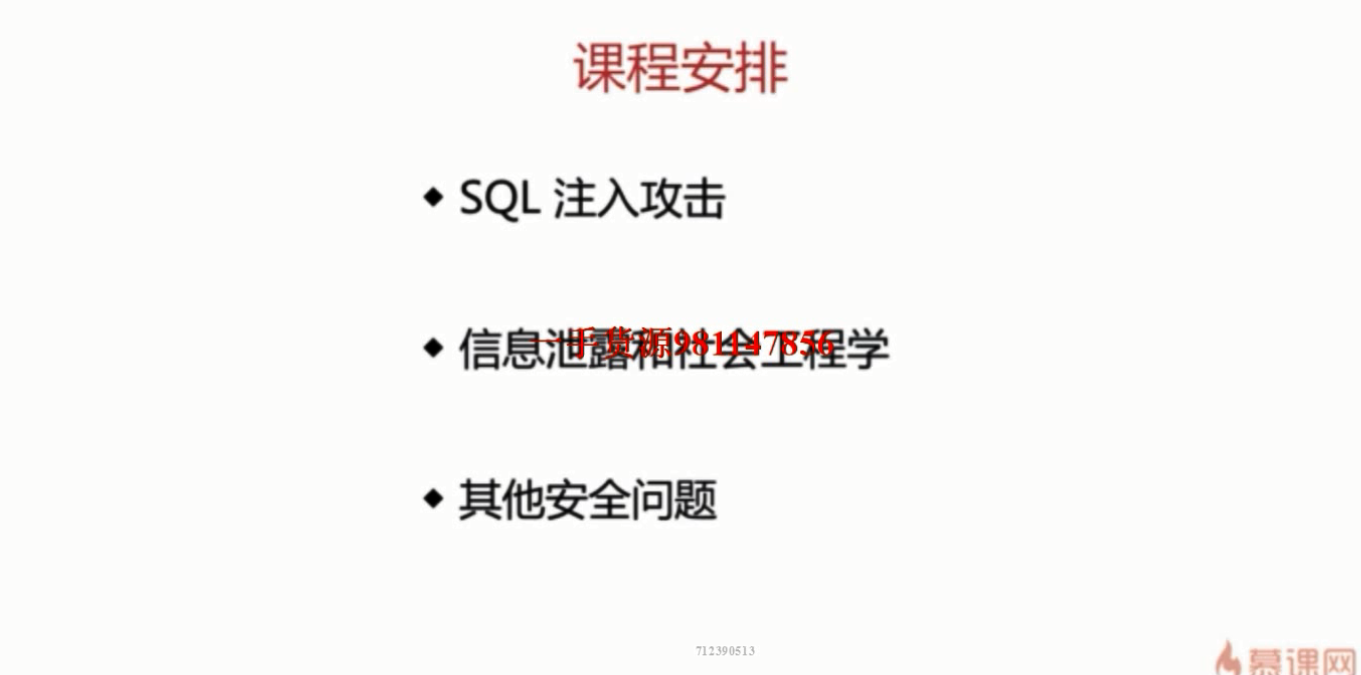 课程安排
◆ SQL 注入攻击
◆ 信息泄露和社会工程学
一手货源981147856
◆ 其他安全问题
712390513
慕课网